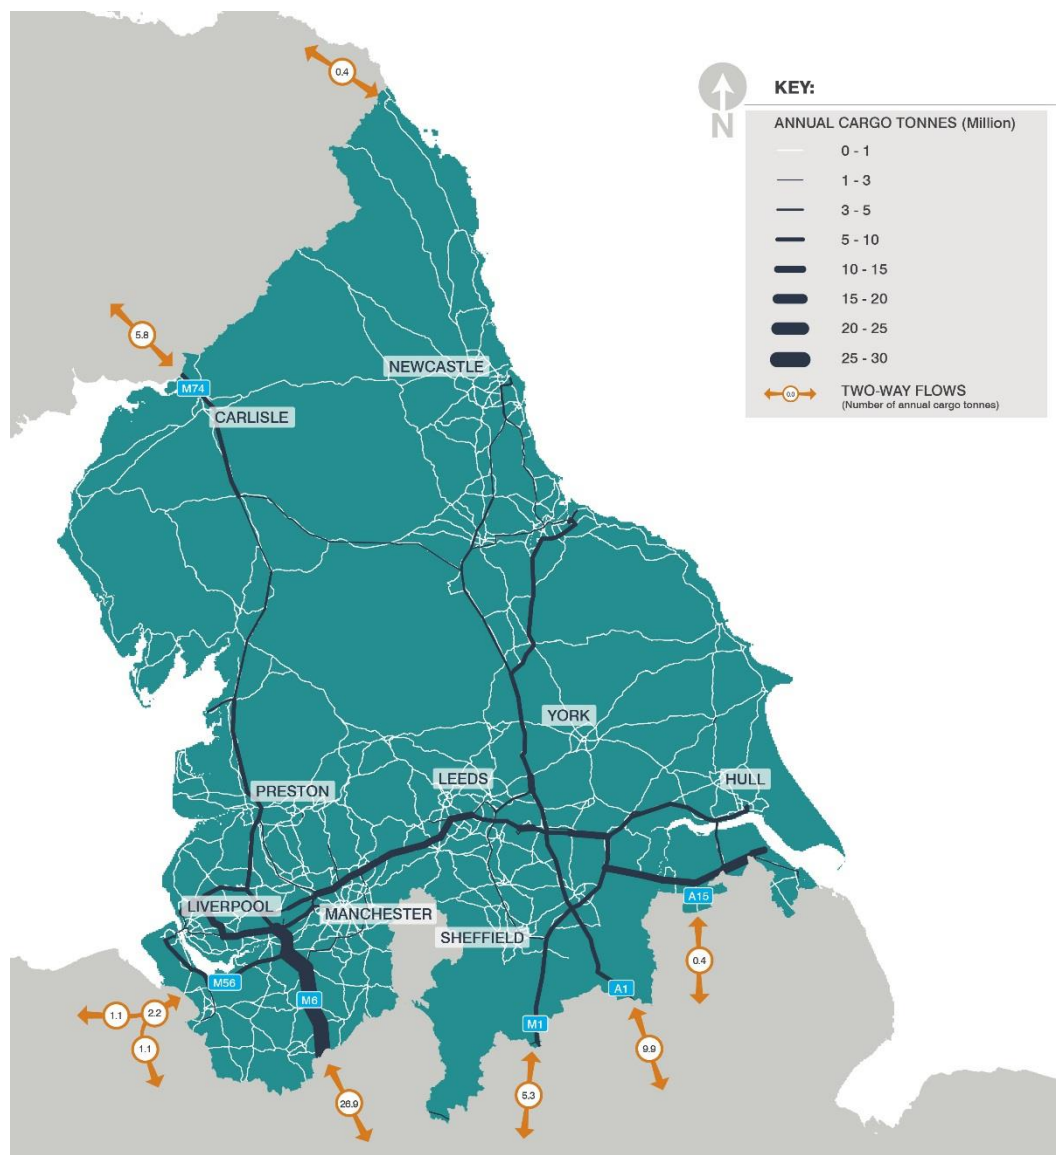 0.4
N
KEY:
ANNUAL CARGO TONNES (Million)
0 - 1
1 - 3
3 - 5
5 - 10
10 - 15
15 - 20
20 - 25
25 - 30
0.0
TWO-WAY FLOWS
(Number of annual cargo tonnes)
5.8
M74
NEWCASTLE
CARLISLE
YORK
LEEDS
HULL
PRESTON
LIVERPOOL
MANCHESTER
A15
SHEFFIELD
0.4
M56
M6
A1
M1
1.1
2.2
1.1
9.9
5.3
26.9